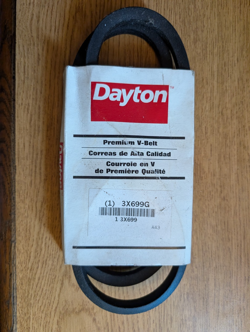 Dayton
Premium V-Belt
Correas de Alta Calidad
Courroie en V
de Première Qualité
(1) 3X699G
1 3X699